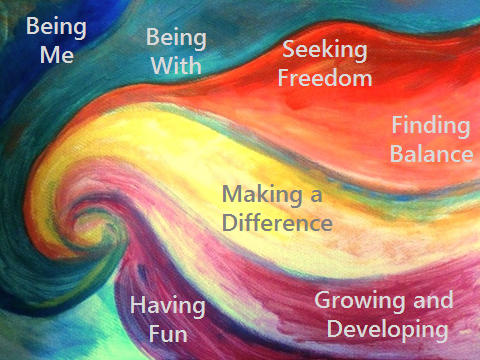 Being
Me
Being
With
Seeking
Freedom
Finding
Balance
Making a
Difference
Having
Fun
Growing and
Developing